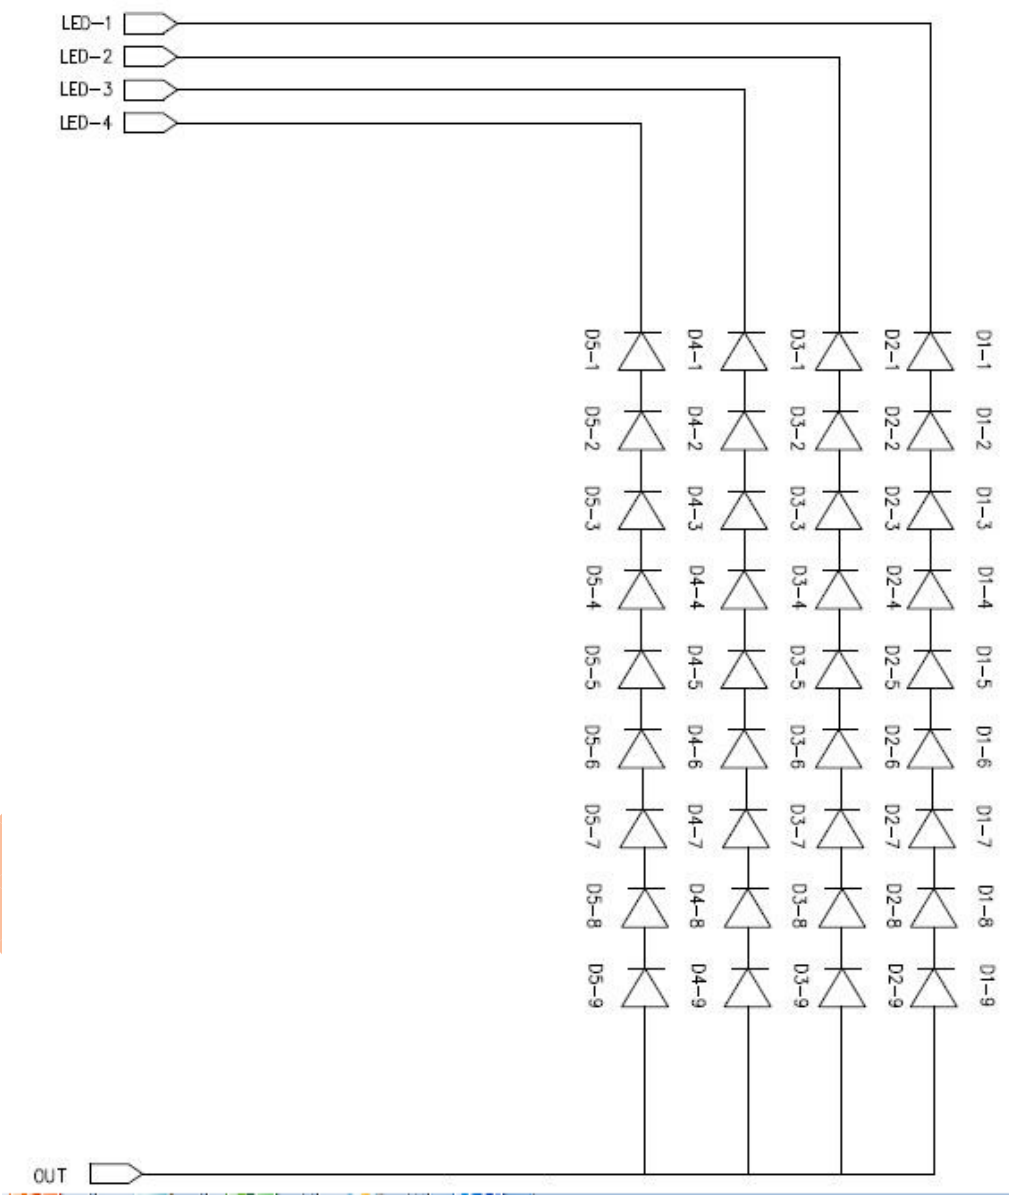 LED-1
LED-2
LED-3
LED-4
D5-1 D4-1 D3-1 D2-1 D1-1
D5-2 D4-2 D3-2 D2-2 D1-2
D5-3 D4-3 D3-3 D2-3 D1-3
D5-4 D4-4 D3-4 D2-4 D1-4
D5-5 D4-5 D3-5 D2-5 D1-5
D5-6 D4-6 D3-6 D2-6 D1-6
D5-7 D4-7 D3-7 D2-7 D1-7
D5-8 D4-8 D3-8 D2-8 D1-8
D5-9 D4-9 D3-9 D2-9 D1-9
OUT